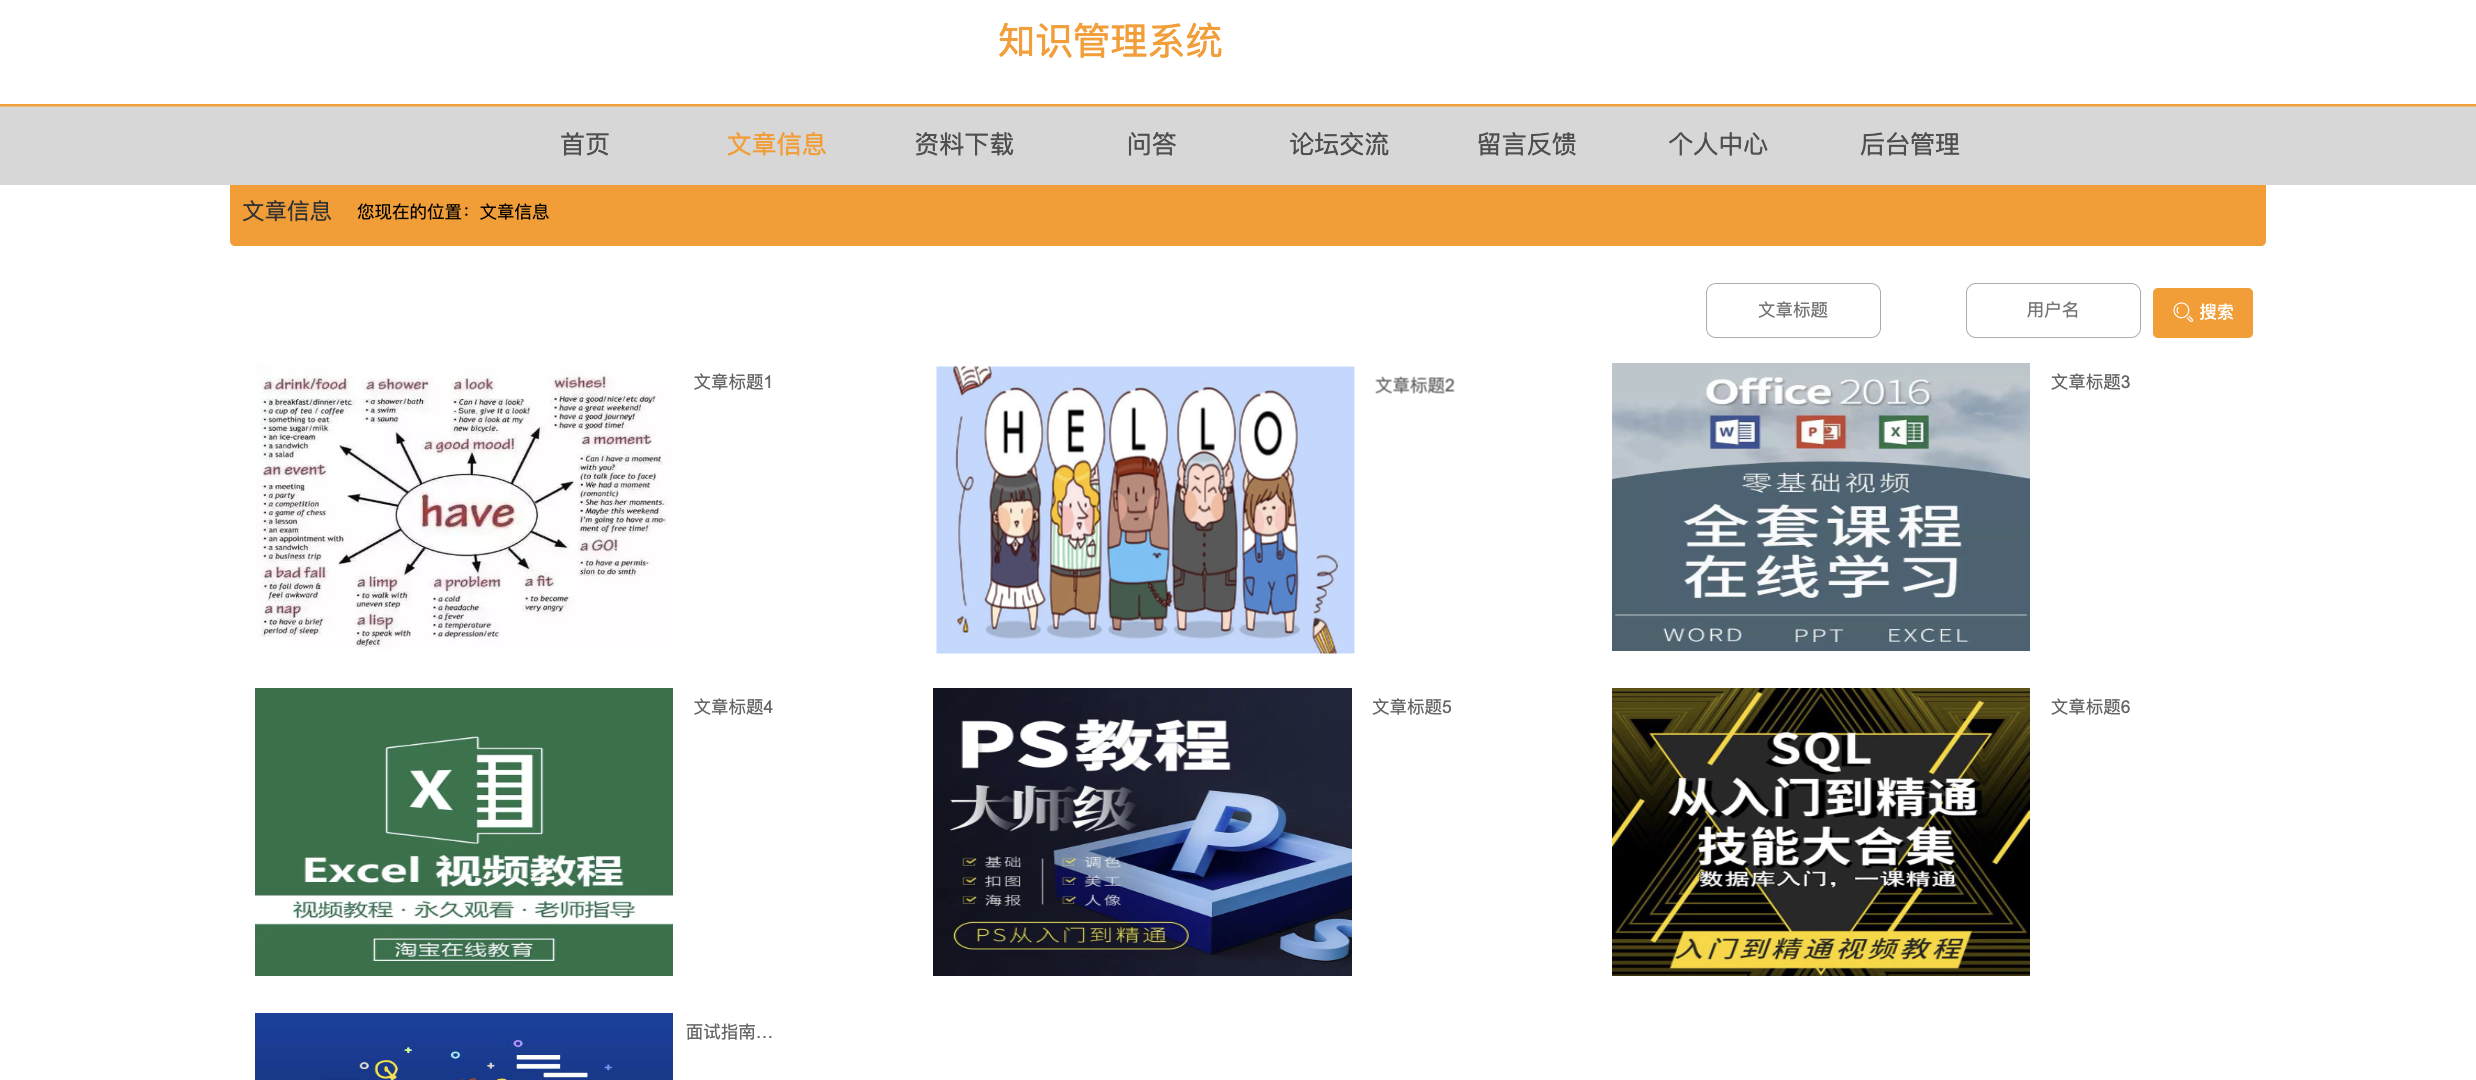 知识管理系统
首页 文章信息 资料下载 问答 论坛交流 留言反馈 个人中心 后台管理
文章信息 您现在的位置：文章信息
文章标题 用户名 搜索
a drink/food
• a breakfast/dinner/etc
• a cup of tea / coffee
• something to eat
• some sugar/milk
• an ice-cream
• a sandwich
• a salad
a shower
• a shower/bath
• a swim
• a sauna
a look
• Can I have a look?
- Sure, give it a look!
• have a look at my
new bicycle.
wishes!
• Have a good/nice/etc day!
• have a great weekend!
• have a good journey!
• have a good time!
a good mood!
a moment
• Can I have a moment
with you?
(to talk face to face)
• We had a moment
(romantic)
• She has her moments.
• Maybe this weekend
I'm going to have a mo-
ment of free time!
an event
• a meeting
• a party
• a competition
• a game of chess
• a lesson
• an exam
• an appointment with
• a sandwich
• a business trip
have
a GO!
• to have a permis-
sion to do smth
a bad fall
• to fall down &
feel awkward
a nap
• to have a brief
period of sleep
a limp
• to walk with
uneven step
a lisp
• to speak with
defect
a problem
• a cold
• a headache
• a fever
• a temperature
• a depression/etc
a fit
• to become
very angry
文章标题1
HELLO
文章标题2
Office 2016
W P X
零基础视频
全套课程
在线学习
WORD PPT EXCEL
文章标题3
X
Excel 视频教程
视频教程 · 永久观看 · 老师指导
淘宝在线教育
文章标题4
PS教程
大师级
基础 调色
扣图 美工
海报 人像
PS从入门到精通
P
S
文章标题5
SQL
从入门到精通
技能大合集
数据库入门，一课精通
入门到精通视频教程
文章标题6
面试指南...